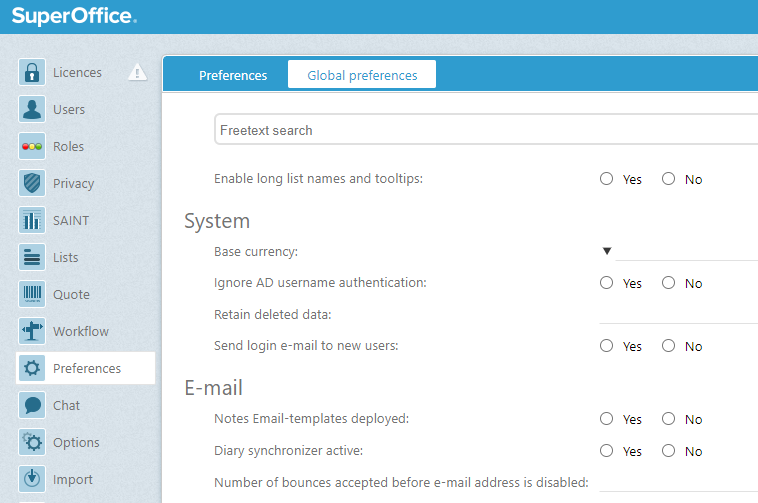 SuperOffice.
Licences
Users
Roles
Privacy
SAINT
Lists
Quote
Workflow
Preferences
Chat
Options
Import
Preferences Global preferences
Freetext search
Enable long list names and tooltips: Yes No
System
Base currency:
Ignore AD username authentication: Yes No
Retain deleted data:
Send login e-mail to new users: Yes No
E-mail
Notes Email-templates deployed: Yes No
Diary synchronizer active: Yes No
Number of bounces accepted before e-mail address is disabled: